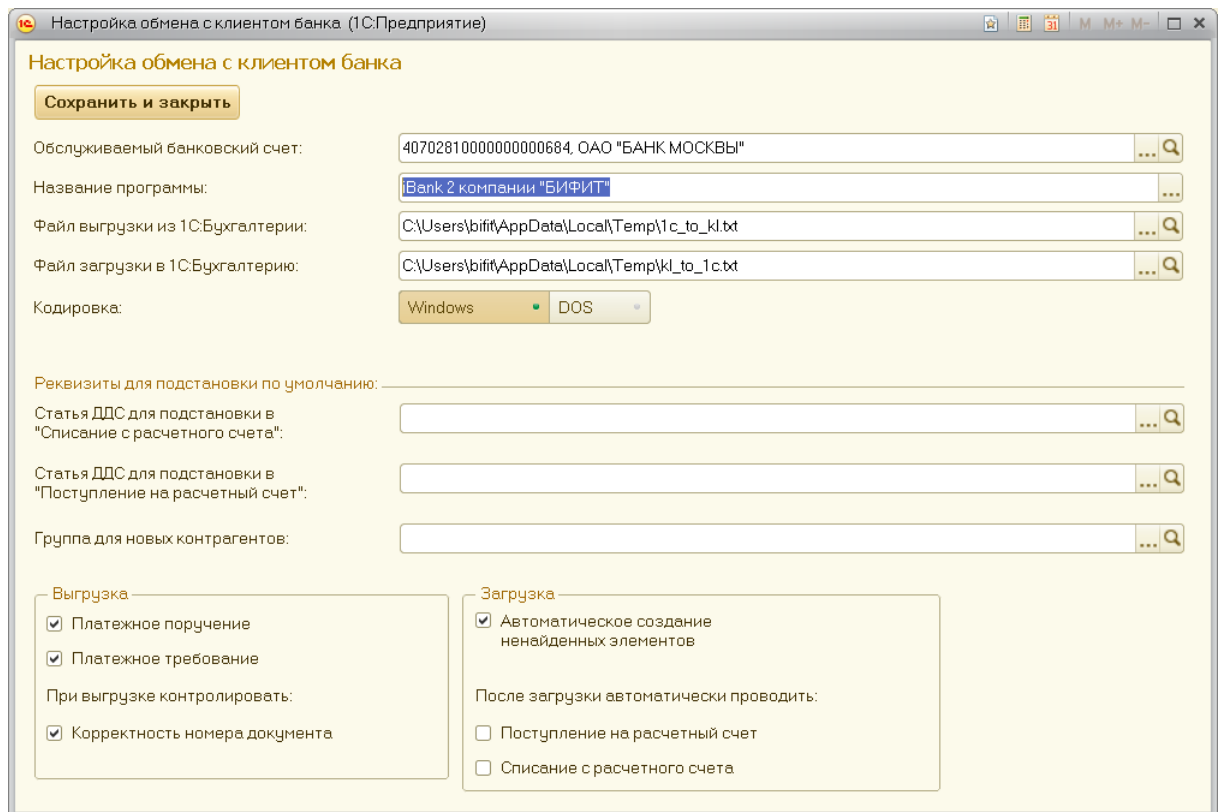 Настройка обмена с клиентом банка (1С:Предприятие)
M M+ M-
Настройка обмена с клиентом банка
Сохранить и закрыть
Обслуживаемый банковский счет: 40702810000000000684, ОАО "БАНК МОСКВЫ"
Название программы: iBank 2 компании "БИФИТ"
Файл выгрузки из 1С:Бухгалтерии: C:\Users\bifit\AppData\Local\Temp\1c_to_kl.txt
Файл загрузки в 1С:Бухгалтерию: C:\Users\bifit\AppData\Local\Temp\kl_to_1c.txt
Кодировка: Windows DOS
Реквизиты для подстановки по умолчанию:
Статья ДДС для подстановки в
"Списание с расчетного счета":
Статья ДДС для подстановки в
"Поступление на расчетный счет":
Группа для новых контрагентов:
Выгрузка
Платежное поручение
Платежное требование
При выгрузке контролировать:
Корректность номера документа
Загрузка
Автоматическое создание
ненайденных элементов
После загрузки автоматически проводить:
Поступление на расчетный счет
Списание с расчетного счета